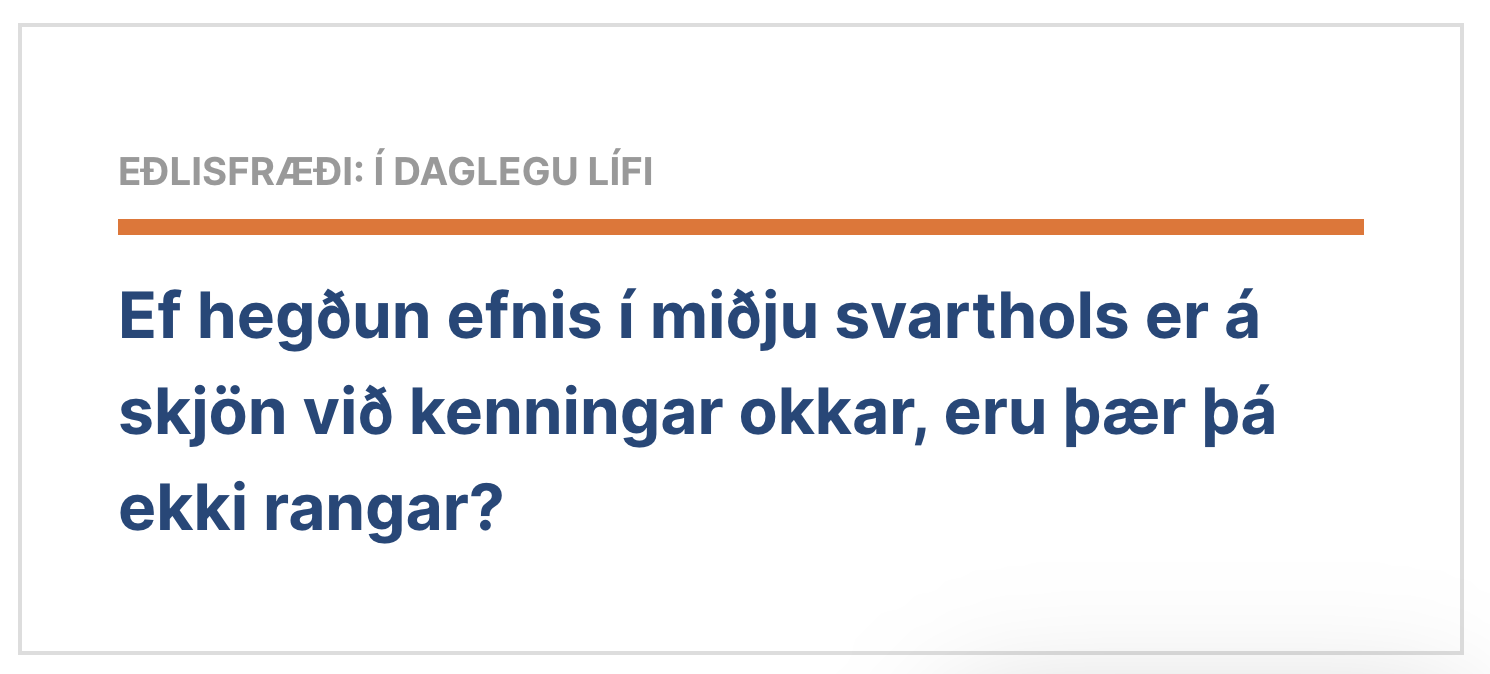 EÐLISFRÆÐI: Í DAGLEGU LÍFI
Ef hegðun efnis í miðju svarthols er á
skjön við kenningar okkar, eru þær þá
ekki rangar?